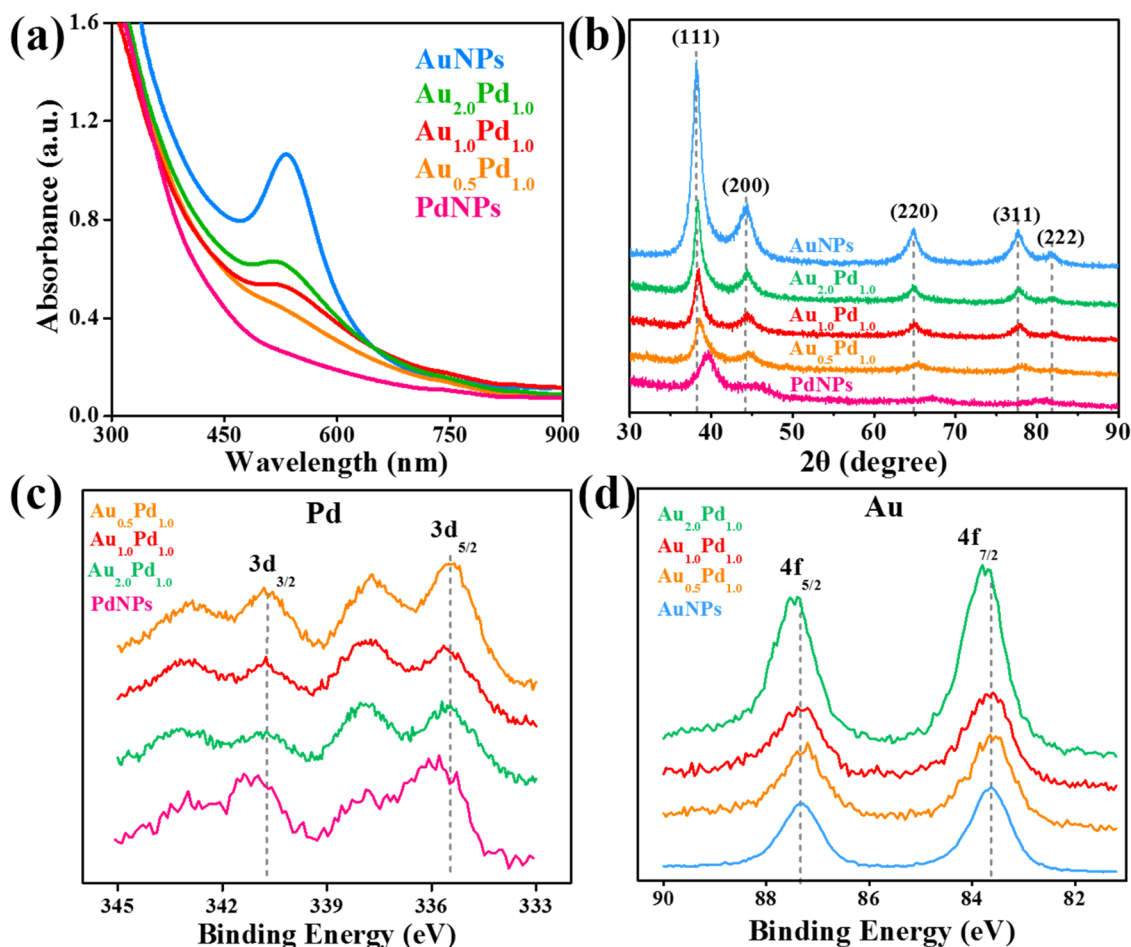 (a)
1.6
1.2
0.8
0.4
0.0
Absorbance (a.u.)
AuNPs
Au2.0Pd1.0
Au1.0Pd1.0
Au0.5Pd1.0
PdNPs
300 450 600 750 900
Wavelength (nm)
(b)
(111)
(200)
(220)
(311)
(222)
AuNPs
Au2.0Pd1.0
Au1.0Pd1.0
Au0.5Pd1.0
PdNPs
30 40 50 60 70 80 90
2θ (degree)
(c)
Pd
Au0.5Pd1.0
Au1.0Pd1.0
Au2.0Pd1.0
PdNPs
3d3/2
3d5/2
345 342 339 336 333
Binding Energy (eV)
(d)
Au
Au2.0Pd1.0
Au1.0Pd1.0
Au0.5Pd1.0
AuNPs
4f5/2
4f7/2
90 88 86 84 82
Binding Energy (eV)